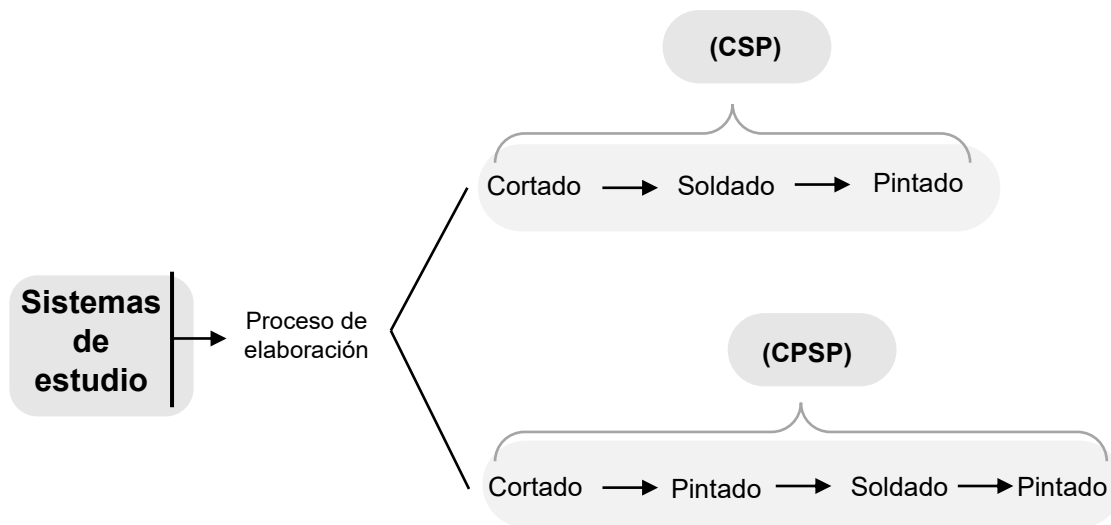 (CSP)
Cortado → Soldado → Pintado
Sistemas
de
estudio
Proceso de
elaboración
(CPSP)
Cortado → Pintado → Soldado → Pintado